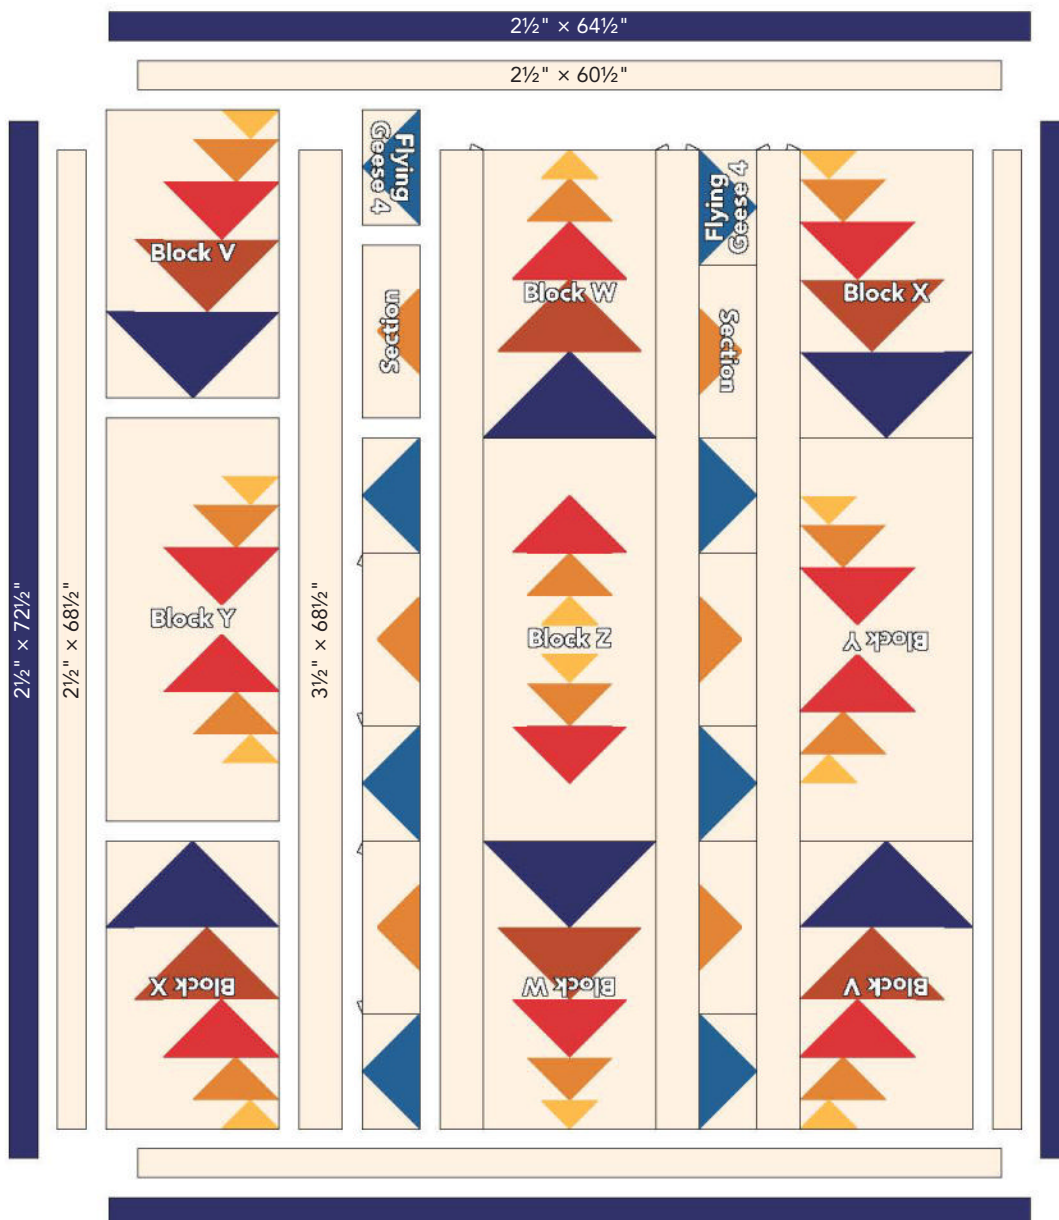 2½" × 64½"
2½" × 60½"
Flying
Geese 4
Flying
Geese 4
Block V
Block W
Block X
Section
Section
2½" × 72½"
2½" × 68½"
3½" × 68½"
Block Y
Block Z
Block Y
Block X
Block W
Block V